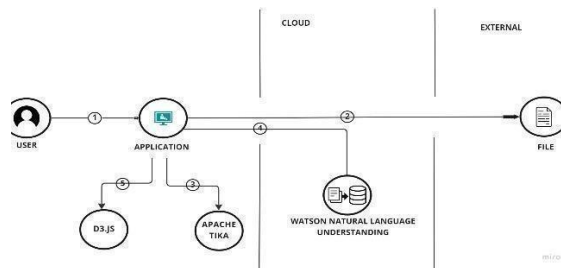 CLOUD
EXTERNAL
1
2
4
USER
APPLICATION
FILE
5
3
D3.JS
APACHE
TIKA
WATSON NATURAL LANGUAGE
UNDERSTANDING
miro